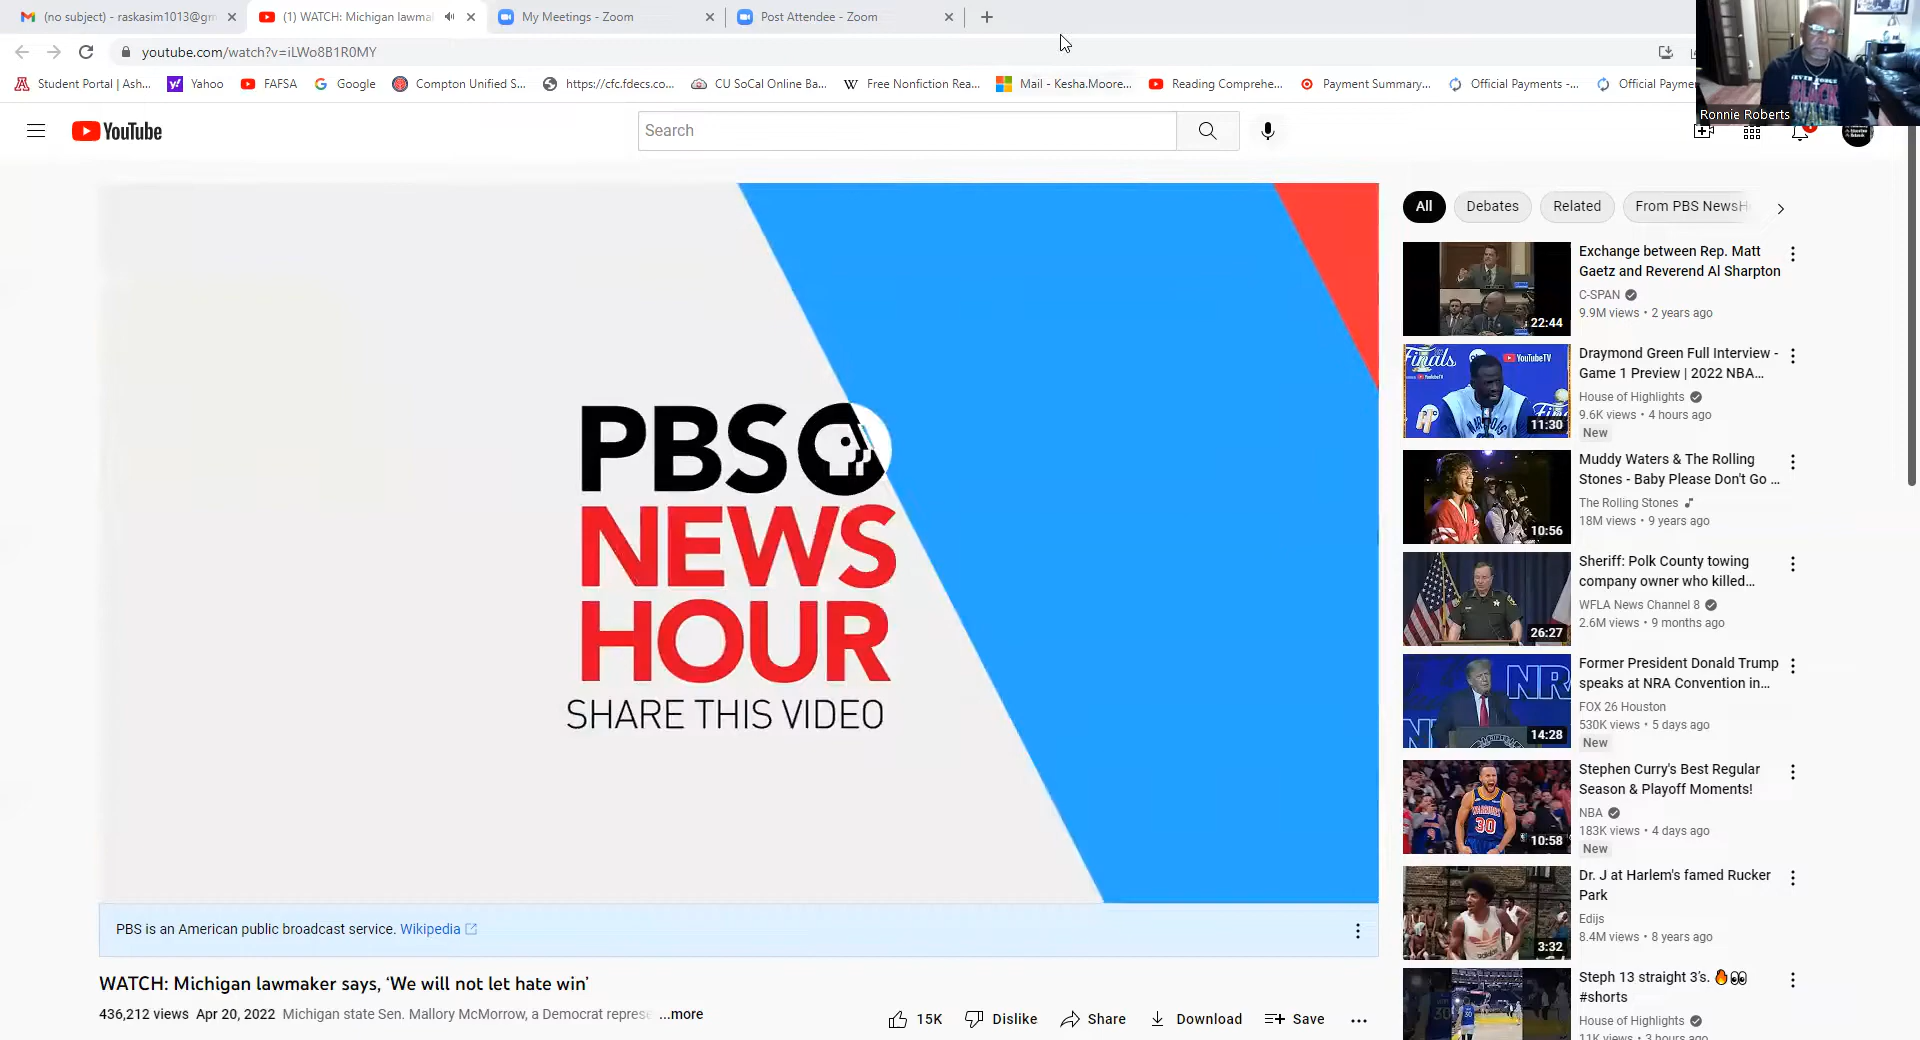 (no subject) - raskasim1013@gm
(1) WATCH: Michigan lawma
My Meetings - Zoom
Post Attendee - Zoom
youtube.com/watch?v=iLWo8B1R0MY
Student Portal | Ash...
Yahoo
FAFSA
Google
Compton Unified S...
https://cfc.fdecs.co...
CU SoCal Online Ba...
Free Nonfiction Rea...
Mail - Kesha.Moore...
Reading Comprehe...
Payment Summary...
Official Payments -...
Official Payme
Ronnie Roberts
YouTube
Search
PBS
NEWS
HOUR
SHARE THIS VIDEO
PBS is an American public broadcast service. Wikipedia
WATCH: Michigan lawmaker says, ‘We will not let hate win’
436,212 views Apr 20, 2022 Michigan state Sen. Mallory McMorrow, a Democrat represe ...more
15K
Dislike
Share
Download
Save
All
Debates
Related
From PBS NewsH
Exchange between Rep. Matt
Gaetz and Reverend Al Sharpton
C-SPAN
9.9M views • 2 years ago
22:44
Draymond Green Full Interview -
Game 1 Preview | 2022 NBA...
House of Highlights
9.6K views • 4 hours ago
New
Finals
YouTubeTV
11:30
Muddy Waters & The Rolling
Stones - Baby Please Don't Go ...
The Rolling Stones
18M views • 9 years ago
10:56
Sheriff: Polk County towing
company owner who killed...
WFLA News Channel 8
2.6M views • 9 months ago
26:27
Former President Donald Trump
speaks at NRA Convention in...
FOX 26 Houston
530K views • 5 days ago
New
NR
14:28
Stephen Curry's Best Regular
Season & Playoff Moments!
NBA
183K views • 4 days ago
New
30
10:58
Dr. J at Harlem's famed Rucker
Park
Edijs
8.4M views • 8 years ago
3:32
Steph 13 straight 3's. 🔥👀
#shorts
House of Highlights
11K views • 3 hours ago